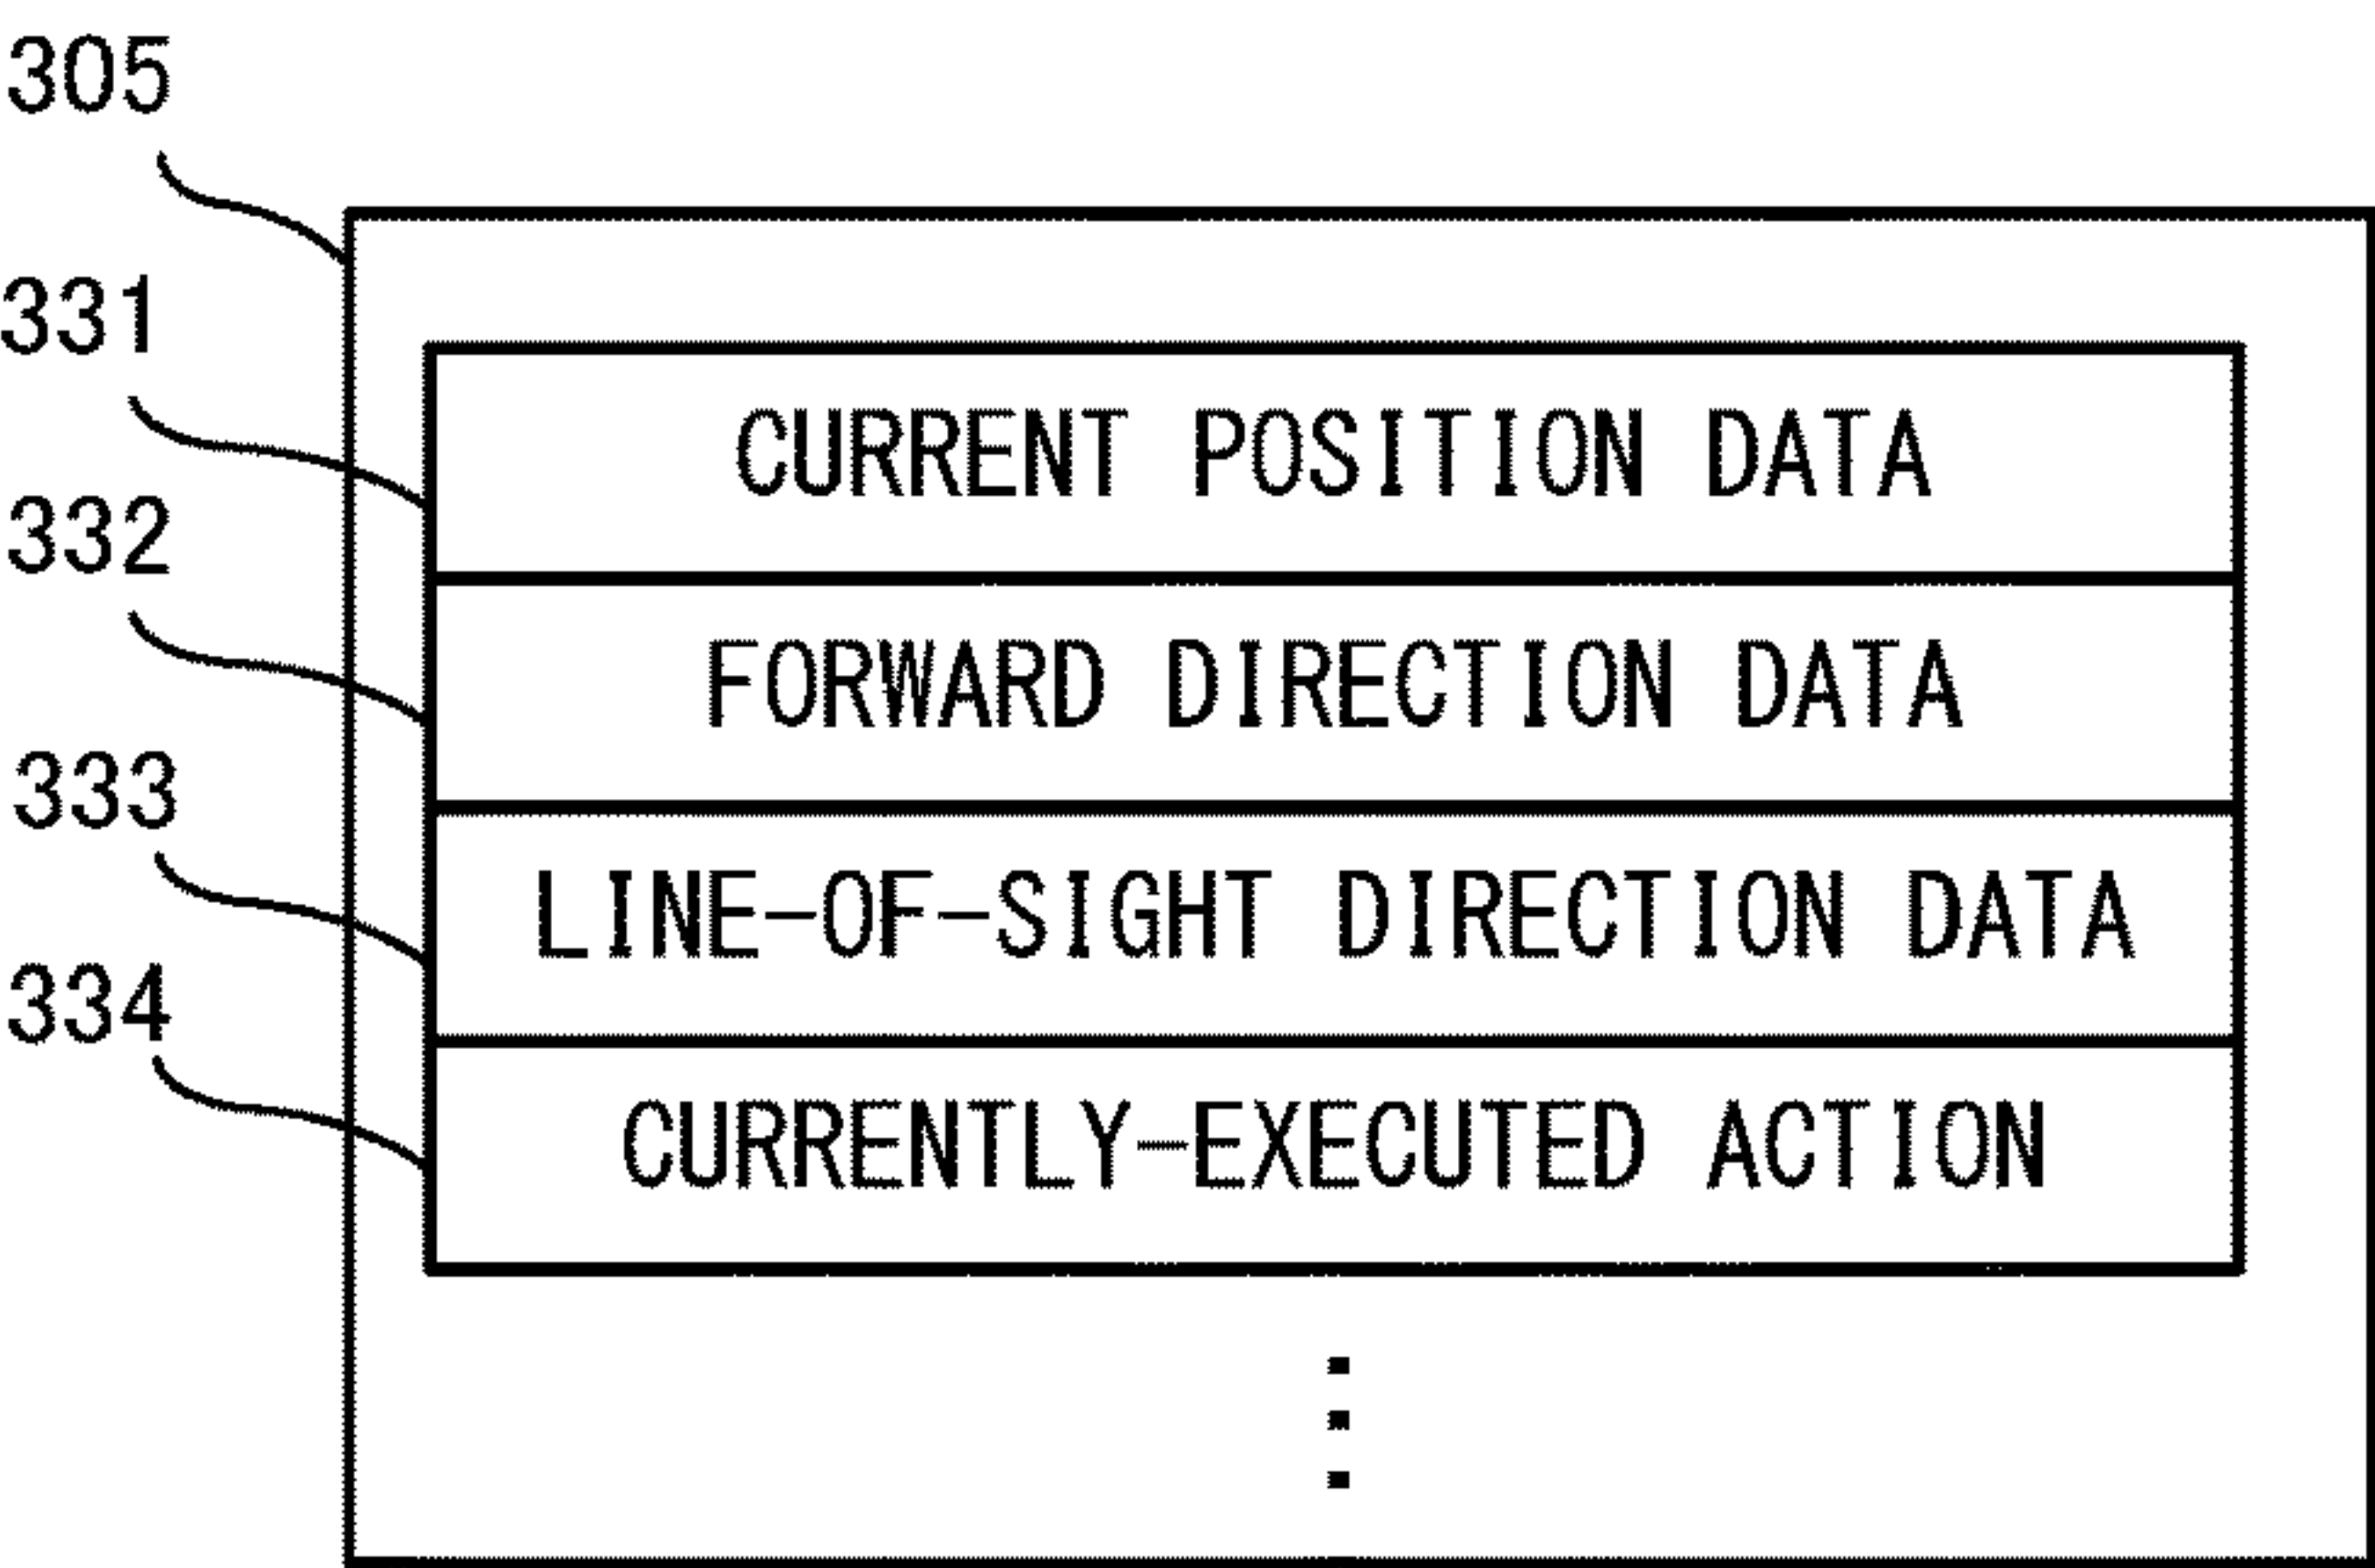 305
331
CURRENT POSITION DATA
332
FORWARD DIRECTION DATA
333
LINE-OF-SIGHT DIRECTION DATA
334
CURRENTLY-EXECUTED ACTION